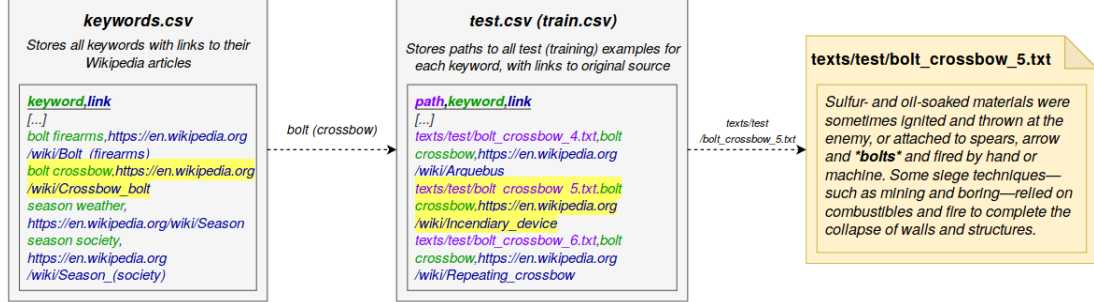 keywords.csv
Stores all keywords with links to their
Wikipedia articles
keyword,link
[...]
bolt firearms,https://en.wikipedia.org
/wiki/Bolt_(firearms)
bolt crossbow,https://en.wikipedia.org
/wiki/Crossbow_bolt
season weather,
https://en.wikipedia.org/wiki/Season
season society,
https://en.wikipedia.org
/wiki/Season_(society)
bolt (crossbow)
test.csv (train.csv)
Stores paths to all test (training) examples for
each keyword, with links to original source
path,keyword,link
[...]
texts/test/bolt_crossbow_4.txt,bolt
crossbow,https://en.wikipedia.org
/wiki/Arquebus
texts/test/bolt_crossbow_5.txt,bolt
crossbow,https://en.wikipedia.org
/wiki/Incendiary_device
texts/test/bolt_crossbow_6.txt,bolt
crossbow,https://en.wikipedia.org
/wiki/Repeating_crossbow
texts/test
/bolt_crossbow_5.txt
texts/test/bolt_crossbow_5.txt
Sulfur- and oil-soaked materials were
sometimes ignited and thrown at the
enemy, or attached to spears, arrow
and *bolts* and fired by hand or
machine. Some siege techniques—
such as mining and boring—relied on
combustibles and fire to complete the
collapse of walls and structures.